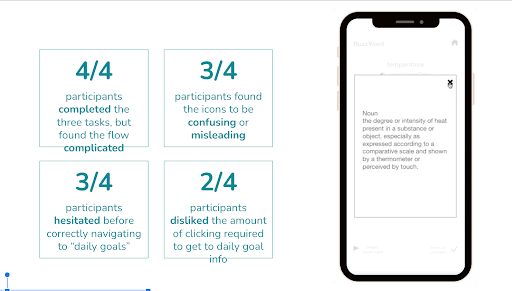 4/4
participants
completed the
three tasks, but
found the flow
complicated
3/4
participants found
the icons to be
confusing or
misleading
3/4
participants
hesitated before
correctly navigating
to “daily goals”
2/4
participants
disliked the amount
of clicking required
to get to daily goal
info
temperature
Noun
the degree or intensity of heat
present in a substance or
object, especially as
expressed according to a
comparative scale and shown
by a thermometer or
perceived by touch.